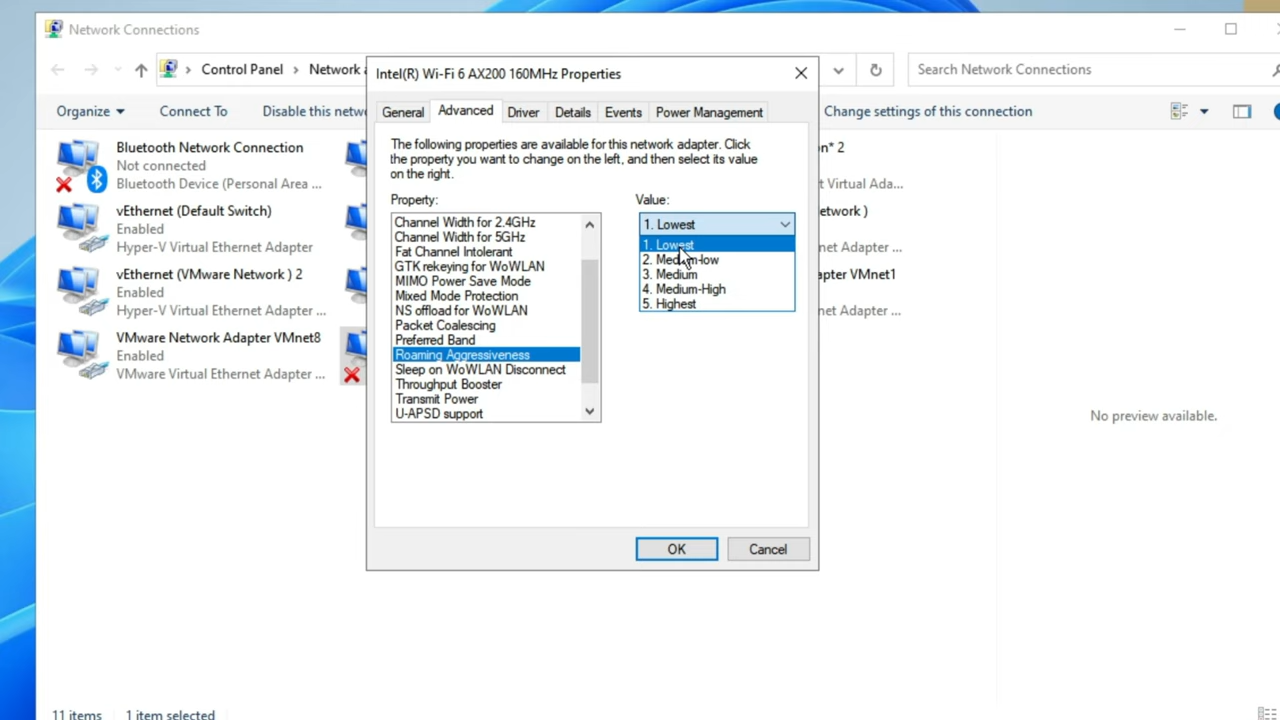 Network Connections
Control Panel
Network a
Search Network Connections
Organize
Connect To
Disable this netw
Change settings of this connection
Bluetooth Network Connection
Not connected
Bluetooth Device (Personal Area ...
vEthernet (Default Switch)
Enabled
Hyper-V Virtual Ethernet Adapter
vEthernet (VMware Network ) 2
Enabled
Hyper-V Virtual Ethernet Adapter ...
VMware Network Adapter VMnet8
Enabled
VMware Virtual Ethernet Adapter ...
Intel(R) Wi-Fi 6 AX200 160MHz Properties
General
Advanced
Driver
Details
Events
Power Management
The following properties are available for this network adapter. Click
the property you want to change on the left, and then select its value
on the right.
Property:
Channel Width for 2.4GHz
Channel Width for 5GHz
Fat Channel Intolerant
GTK rekeying for WoWLAN
MIMO Power Save Mode
Mixed Mode Protection
NS offload for WoWLAN
Packet Coalescing
Preferred Band
Roaming Aggressiveness
Sleep on WoWLAN Disconnect
Throughput Booster
Transmit Power
U-APSD support
Value:
1. Lowest
1. Lowest
2. Medium-low
3. Medium
4. Medium-High
5. Highest
OK
Cancel
n* 2
t Virtual Ada...
etwork )
net Adapter ...
apter VMnet1
net Adapter ...
No preview available.
11 items
1 item selected